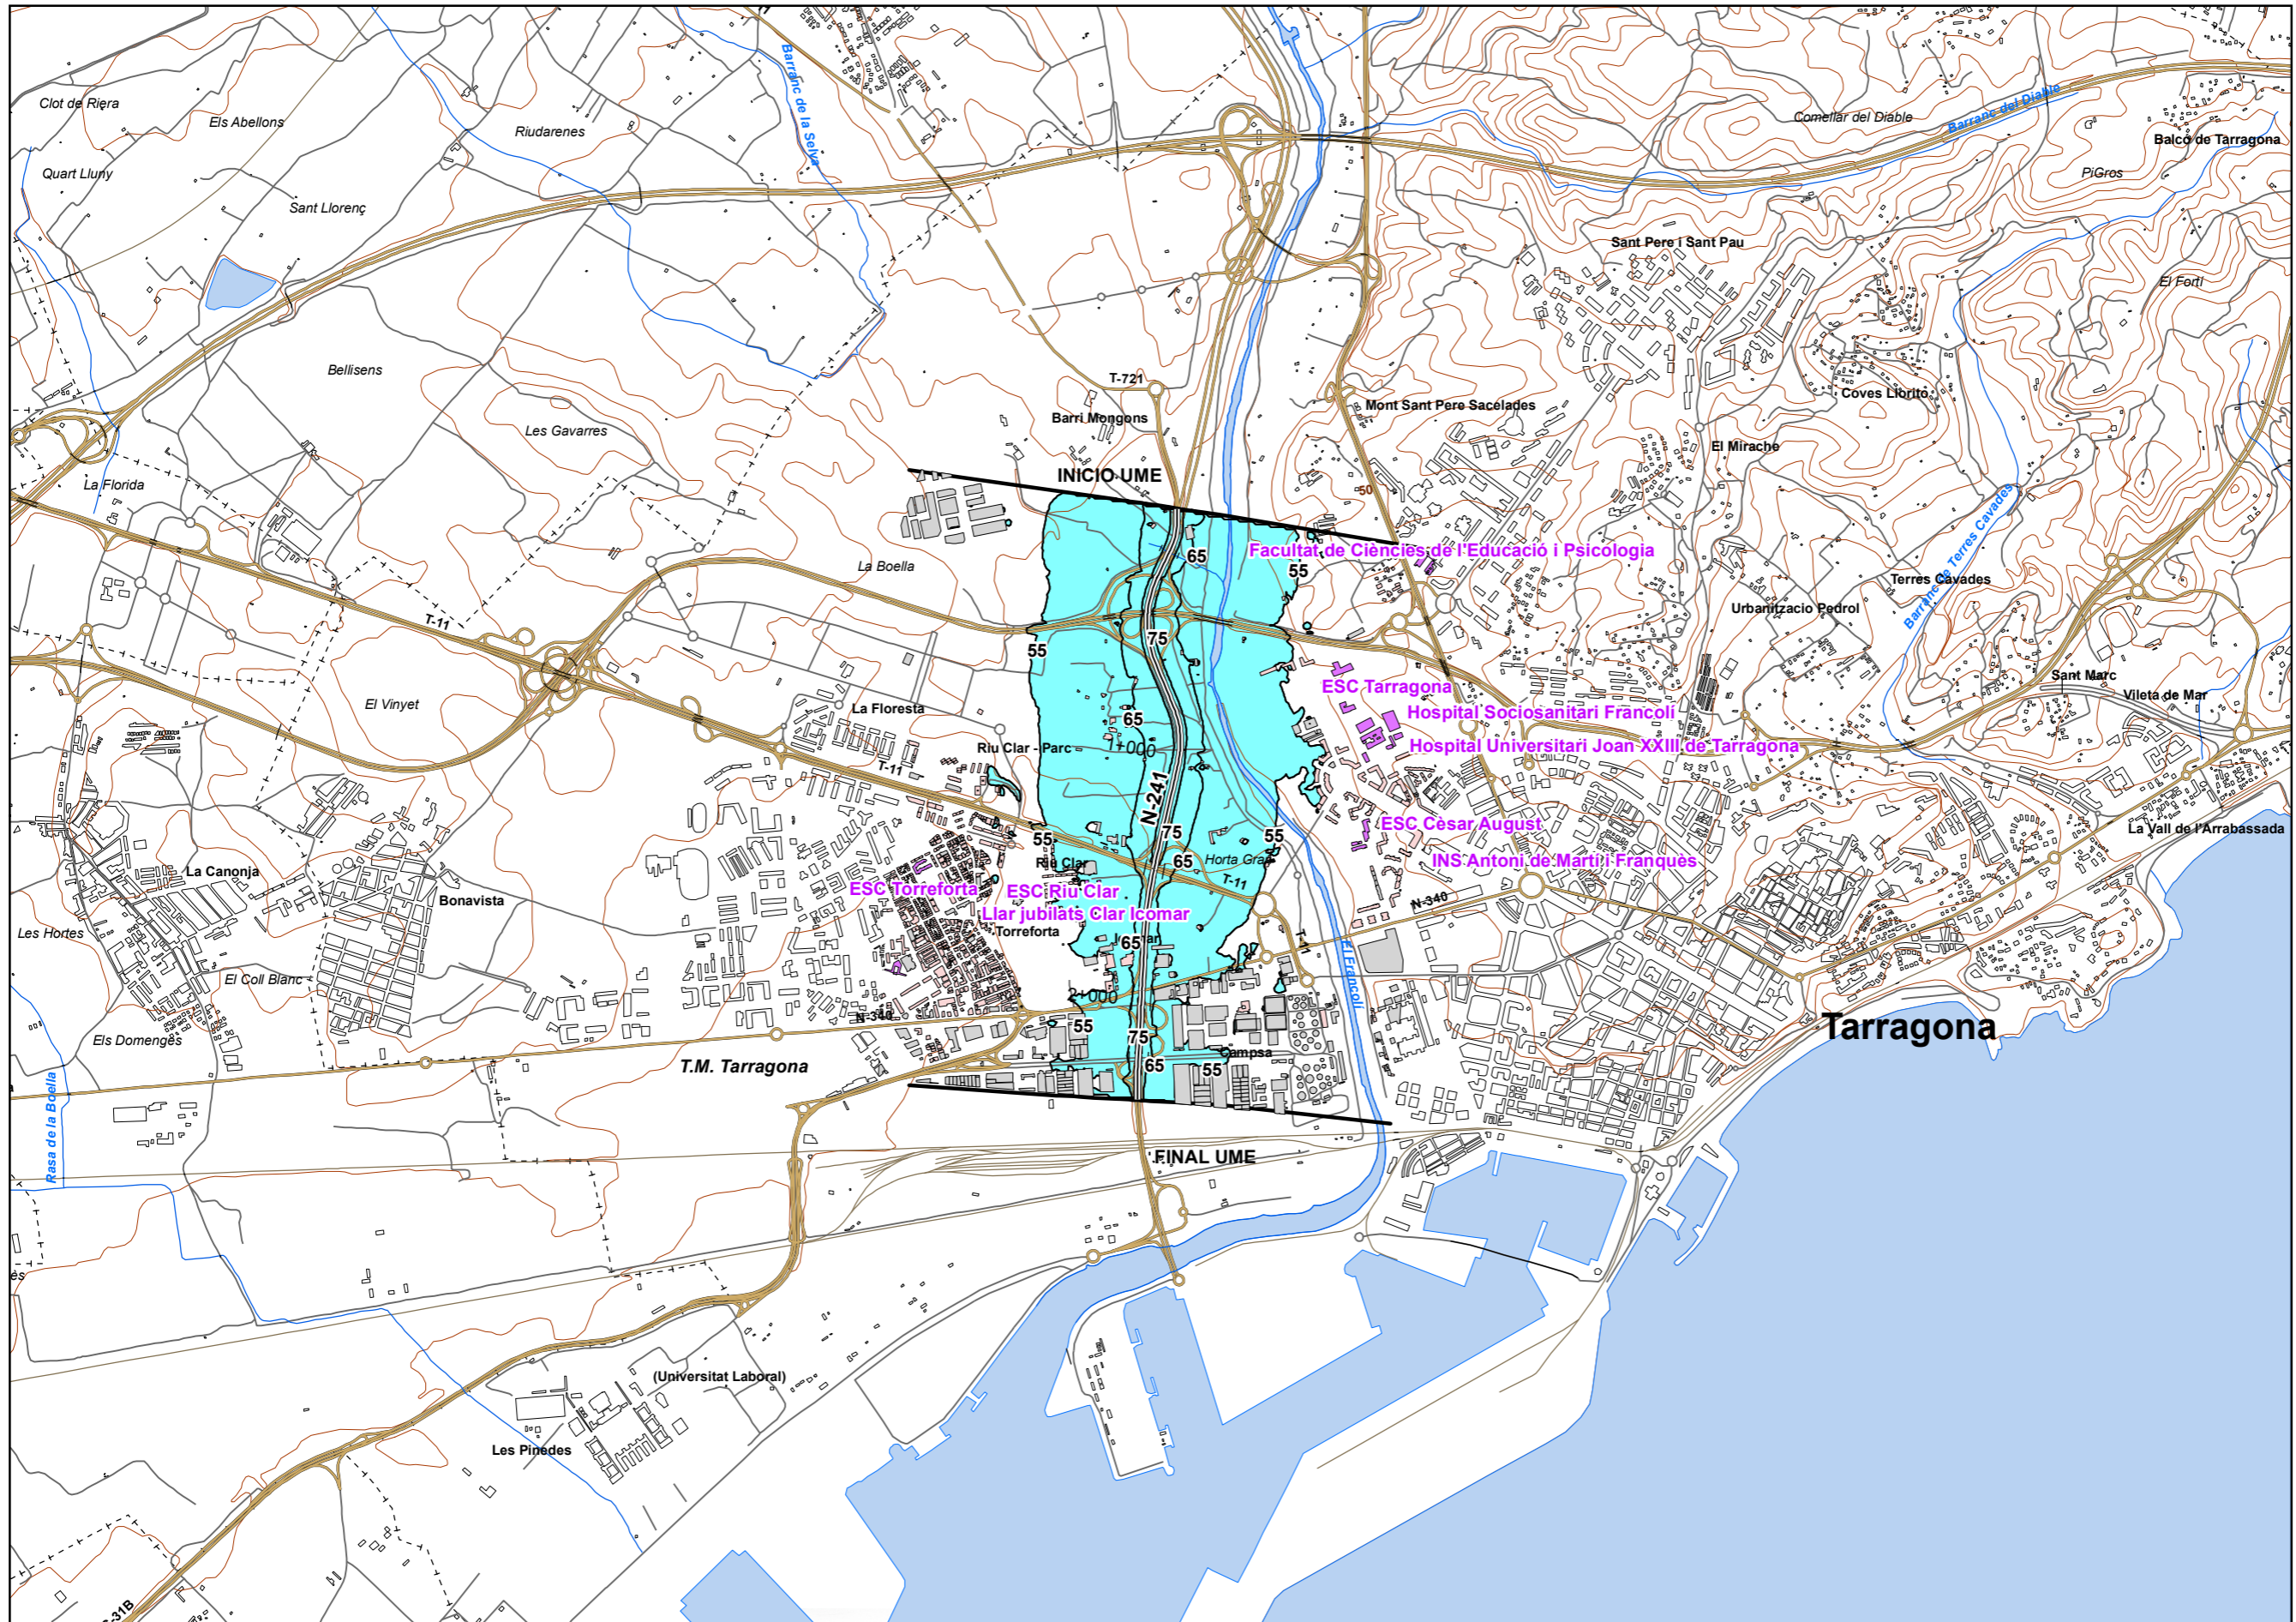 Clot de Riera
Els Abellons
Riudarenes
Barranc de la Selva
Comellar del Diable
Barranc del Diable
Balcó de Tarragona
Quart Lluny
PiGros
Sant Llorenç
Sant Pere i Sant Pau
El Fortí
Bellisens
T-721
Coves Llorito
Mont Sant Pere Sacelades
Barri Mongons
Les Gavarres
El Mirache
INICIO UME
La Florida
50
Barranc de Terres Cavades
65
Facultat de Ciències de l'Educació i Psicologia
La Boella
55
Terres Cavades
Urbanització Pedrol
T-11
75
55
Sant Marc
ESC Tarragona
Vileta de Mar
El Vinyet
La Floresta
Hospital Sociosanitari Francolí
65
Riu Clar - Parc
1+000
Hospital Universitari Joan XXIII de Tarragona
T-11
N-241
ESC Cèsar August
La Vall de l'Arrabassada
75
55
55
Riu Clar
65
Horta Gran
INS Antoni de Martí i Franquès
La Canonja
T-11
ESC Torreforta
ESC Riu Clar
Bonavista
N-340
Llar jubilats Clar Icomar
Les Hortes
Torreforta
65
T-11
El Francolí
El Coll Blanc
2+000
N-340
55
Tarragona
Els Domenges
75
Campsa
T.M. Tarragona
65
55
Rasa de la Boella
FINAL UME
(Universitat Laboral)
Les Pinedes
C-31B